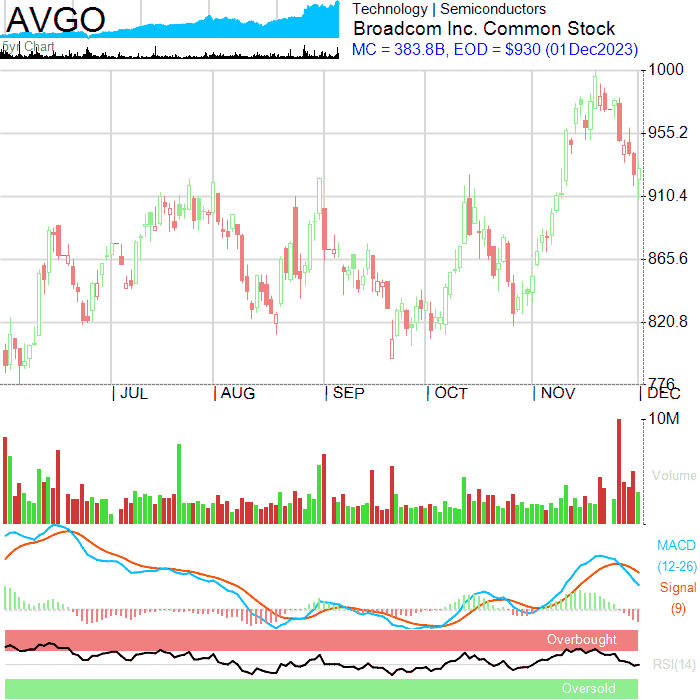 AVGO
5yr Chart
Technology | Semiconductors
Broadcom Inc. Common Stock
MC = 383.8B, EOD = $930 (01Dec2023)
1000
955.2
910.4
865.6
820.8
776
JUL
AUG
SEP
OCT
NOV
DEC
10M
Volume
MACD
(12-26)
Signal
(9)
Overbought
RSI(14)
Oversold